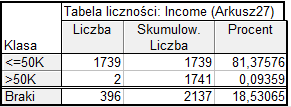 Tabela liczności: Income (Arkusz27)
Klasa Liczba Skumulow. Liczba Procent
<=50K 1739 1739 81,37576
>50K 2 1741 0,09359
Braki 396 2137 18,53065